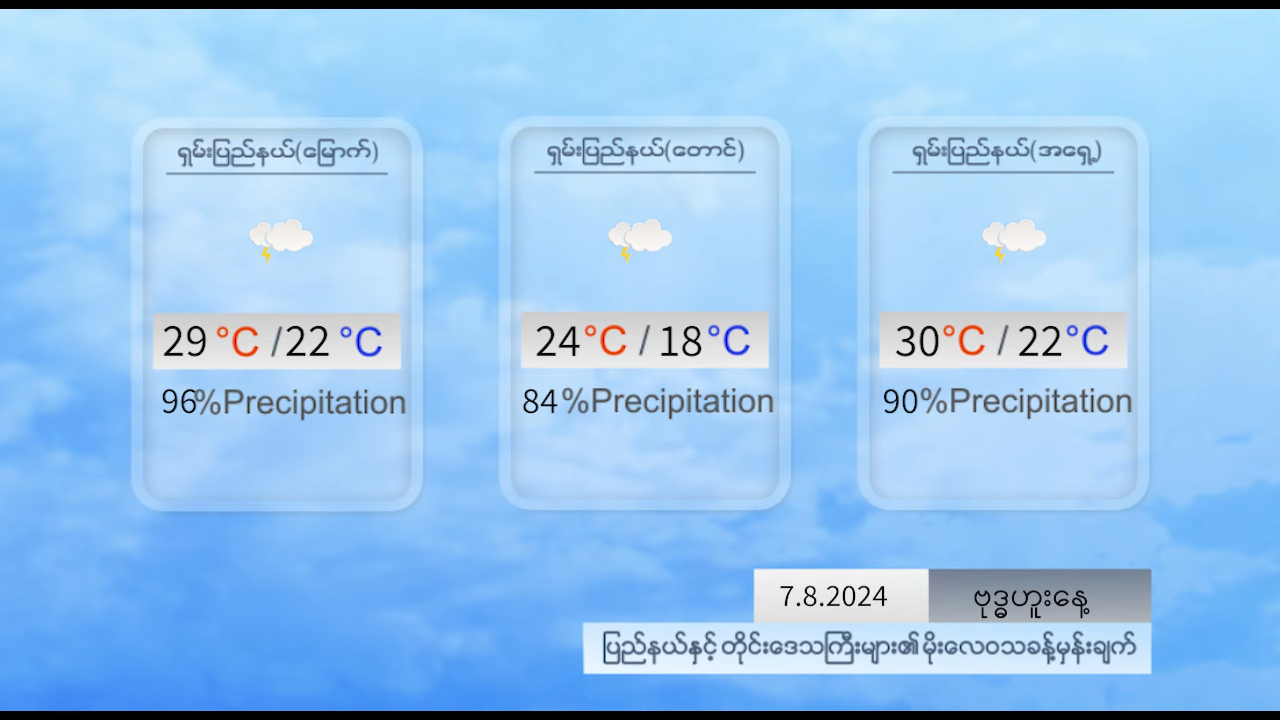 ရှမ်းပြည်နယ်(မြောက်)
29 °C /22 °C
96%Precipitation
ရှမ်းပြည်နယ်(တောင်)
24°C / 18°C
84 %Precipitation
ရှမ်းပြည်နယ်(အရှေ့)
30°C / 22°C
90%Precipitation
7.8.2024 ဗုဒ္ဓဟူးနေ့
ပြည်နယ်နှင့် တိုင်းဒေသကြီးများ၏ မိုးလေဝသခန့်မှန်းချက်